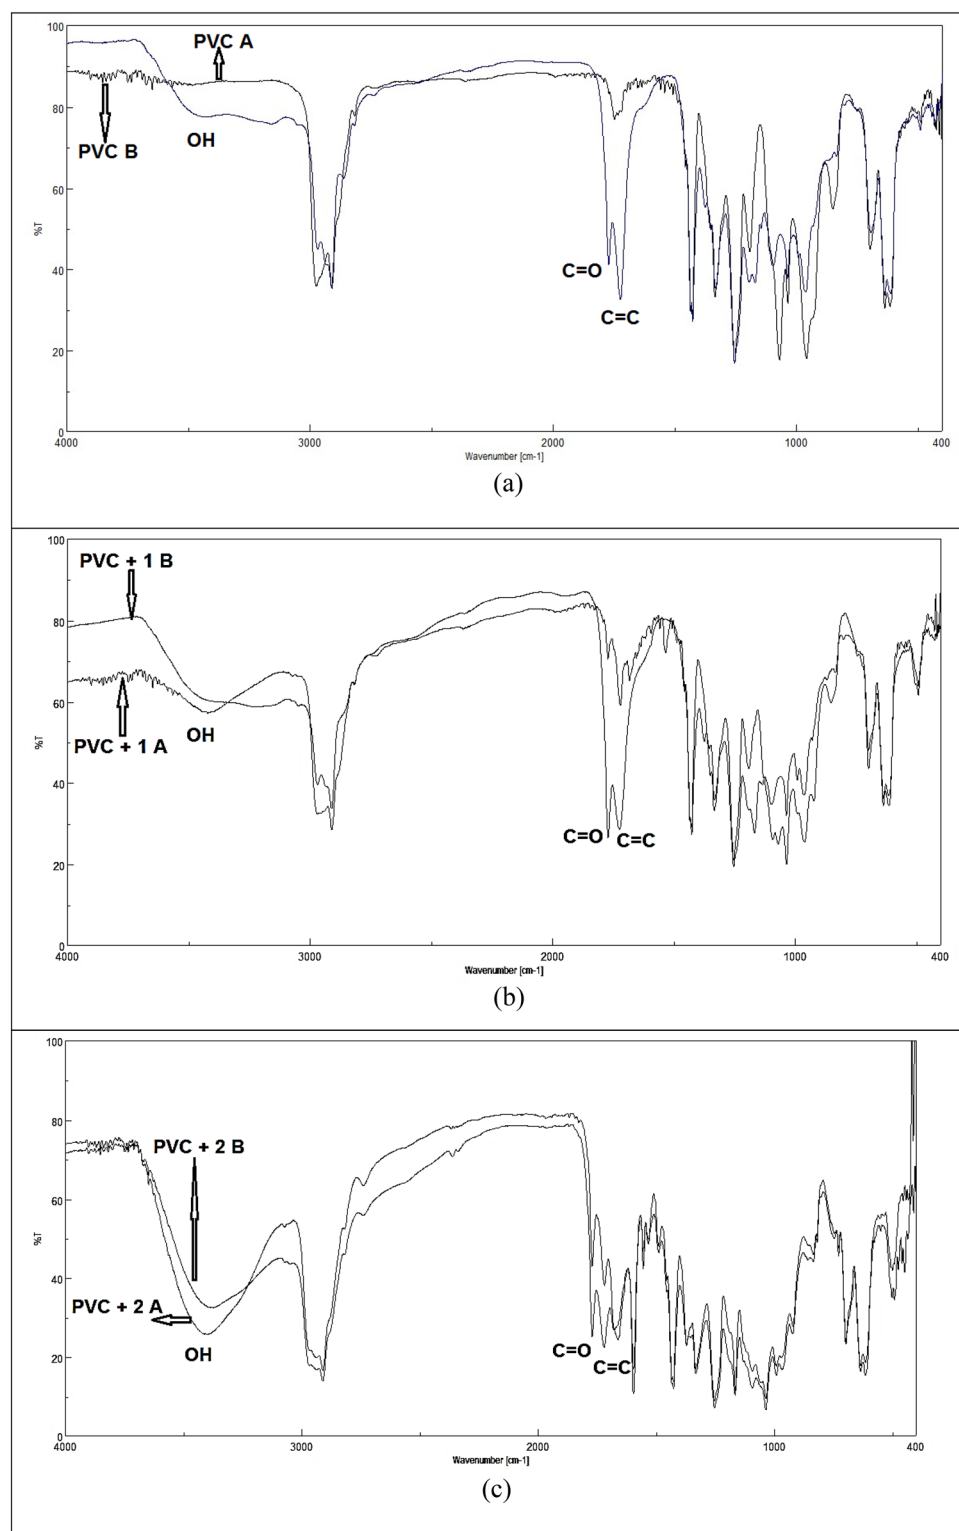 100
PVC A
80
PVC B
OH
60
%T
40
C=O
C=C
20
0
4000
3000
2000
1000
400
Wavenumber [cm-1]
(a)
100
PVC + 1 B
80
60
%T
PVC + 1 A
OH
40
C=O
C=C
20
0
4000
3000
2000
1000
400
Wavenumber [cm-1]
(b)
100
80
PVC + 2 B
60
%T
40
PVC + 2 A
OH
20
C=O
C=C
0
4000
3000
2000
1000
400
Wavenumber [cm-1]
(c)